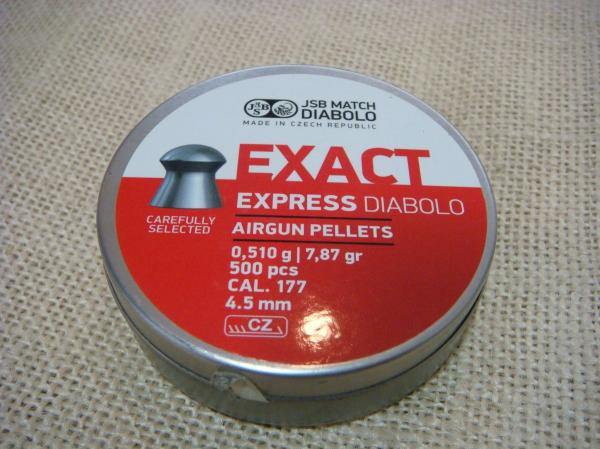 JSB MATCH
DIABOLO
MADE IN CZECH REPUBLIC
EXACT
EXPRESS DIABOLO
CAREFULLY
SELECTED
AIRGUN PELLETS
0,510 g | 7,87 gr
500 pcs
CAL. 177
4.5 mm
CZ